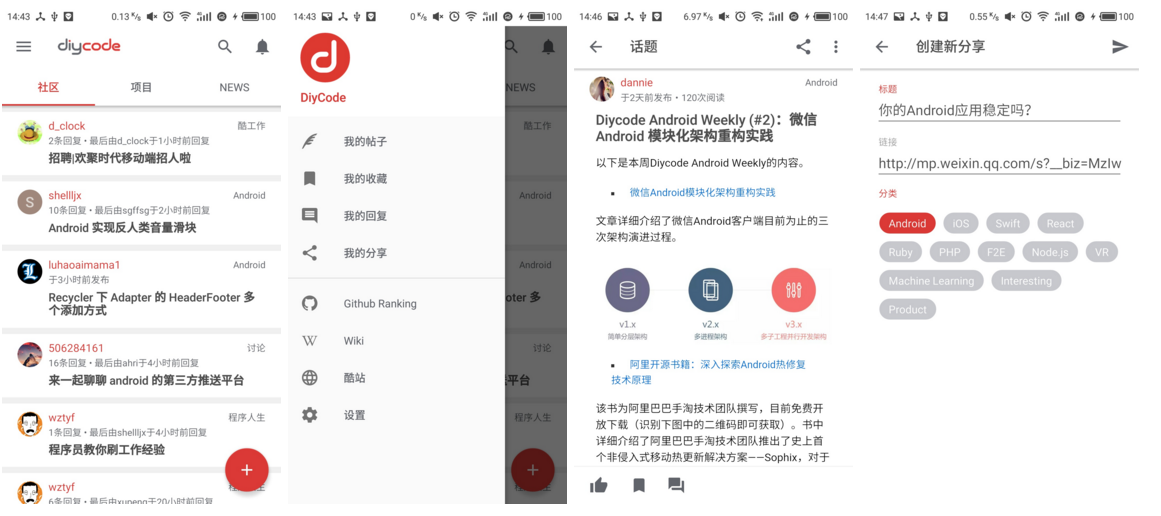 14:43 0.13 K/s 100
diycode
社区 项目 NEWS
d_clock 酷工作
2条回复 • 最后由d_clock于1小时前回复
招聘|欢聚时代移动端招人啦
S
shellljx Android
10条回复 • 最后由sgffsg于2小时前回复
Android 实现反人类音量滑块
luhaoaimama1 Android
于3小时前发布
Recycler 下 Adapter 的 HeaderFooter 多
个添加方式
506284161 讨论
16条回复 • 最后由ahri于4小时前回复
来一起聊聊 android 的第三方推送平台
wztyf 程序人生
1条回复 • 最后由shellljx于4小时前回复
程序员教你刷工作经验
wztyf
6条回复 • 最后由xupeng于20小时前回复
14:43 0 K/s 100
d
DiyCode
NEWS
酷工作
我的帖子
我的收藏
Android
我的回复
我的分享
Android
Github Ranking
oter 多
W Wiki
讨论
酷站
平台
设置
程序人生
14:46 6.97 K/s 100
话题
dannie Android
于2天前发布 • 120次阅读
Diycode Android Weekly (#2)：微信
Android 模块化架构重构实践
以下是本周Diycode Android Weekly的内容。
微信Android模块化架构重构实践
文章详细介绍了微信Android客户端目前为止的三
次架构演进过程。
v1.x v2.x v3.x
简单分层架构 多进程架构 多子工程并行开发架构
阿里开源书籍：深入探索Android热修复
技术原理
该书为阿里巴巴手淘技术团队撰写，目前免费开
放下载（识别下图中的二维码即可获取）。书中
详细介绍了阿里巴巴手淘技术团队推出了史上首
个非侵入式移动热更新解决方案——Sophix，对于
14:47 0.55 K/s 100
创建新分享
标题
你的Android应用稳定吗？
链接
http://mp.weixin.qq.com/s?__biz=MzIw
分类
Android iOS Swift React
Ruby PHP F2E Node.js VR
Machine Learning Interesting
Product